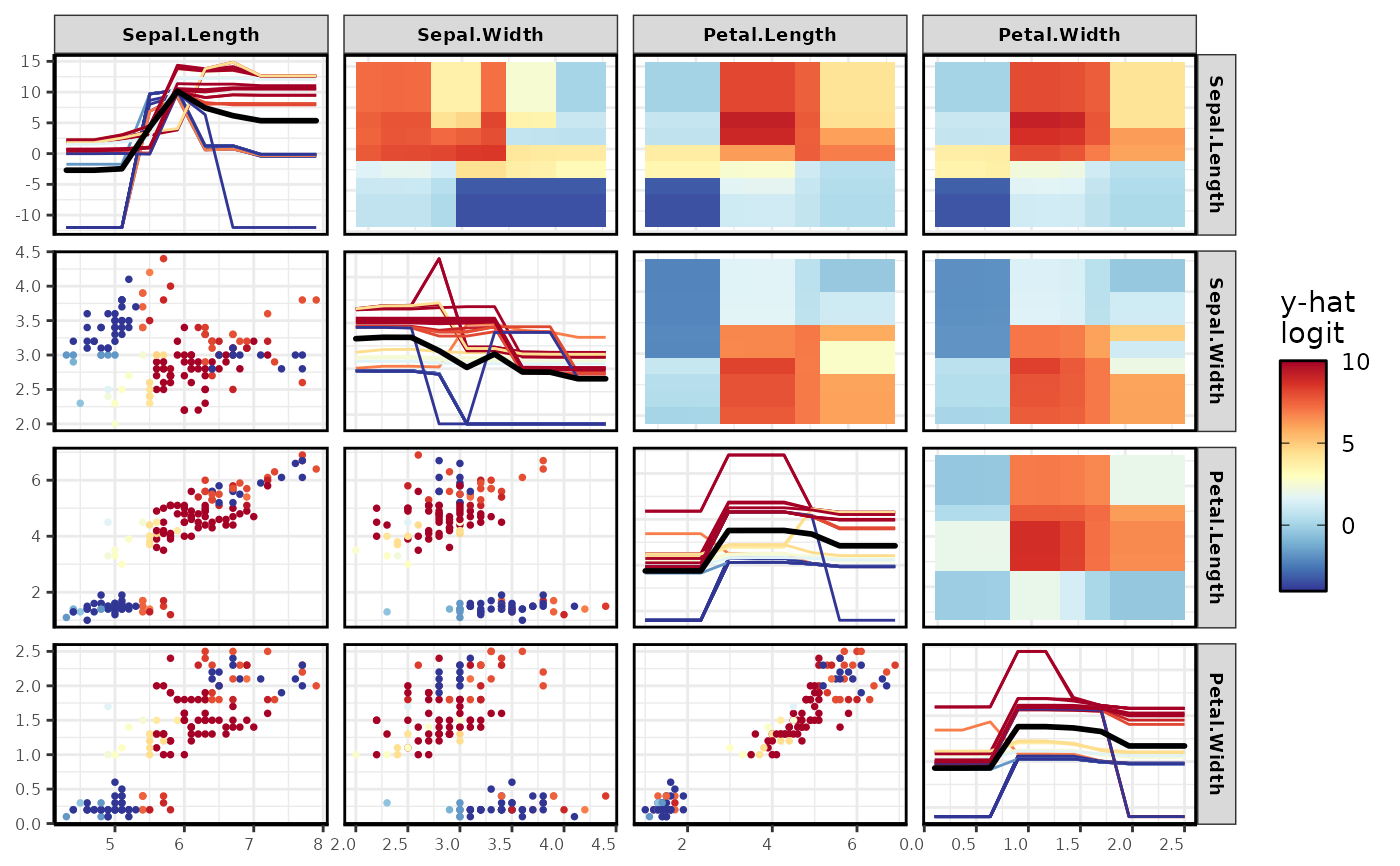 Sepal.Length
Sepal.Width
Petal.Length
Petal.Width
15
10
5
0
-5
-10
Sepal.Length
4.5
4.0
3.5
3.0
2.5
2.0
Sepal.Width
y-hat
logit
10
5
0
6
4
2
Petal.Length
2.5
2.0
1.5
1.0
0.5
0.0
Petal.Width
5 6 7 8
2.0 2.5 3.0 3.5 4.0 4.5
2 4 6
0.0 0.5 1.0 1.5 2.0 2.5